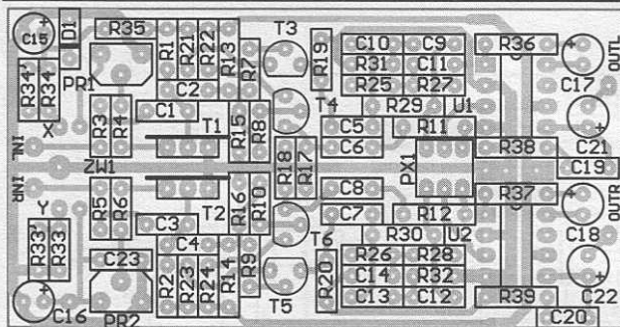 C15
D1
R35
R1
R21
R22
R13
R7
T3
R19
C10
C9
R36
OUTL
R31
C11
C17
R34*
R34
PR1
R25
R27
C2
R29
U1
T4
C1
X
R3
R4
T1
R15
R8
C5
R11
C6
R38
C21
INL
ZW1
R18
R17
PX1
C19
INR
C8
R37
OUTR
R5
R6
T2
R16
R10
C7
R12
Y
C3
T6
R30
U2
C18
R33*
R33
C4
R26
R28
C23
R2
R23
R24
R14
R9
R20
C14
R32
C16
PR2
T5
C13
C12
R39
C22
C20